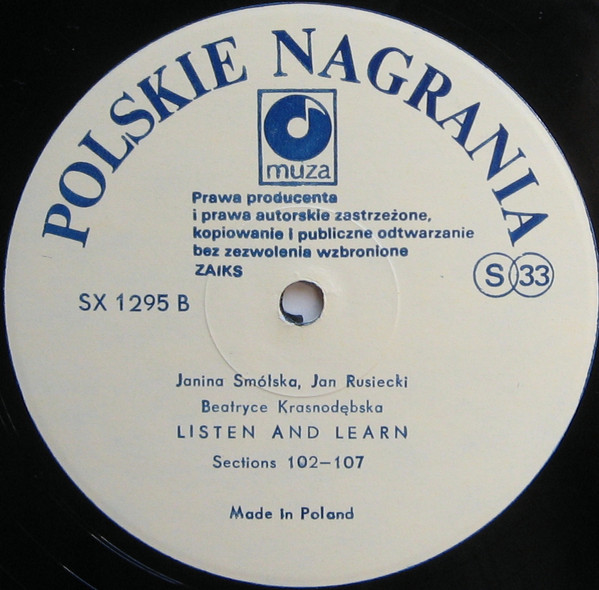 POLSKIE NAGRANIA
muza
Prawa producenta
i prawa autorskie zastrzeżone,
kopiowanie i publiczne odtwarzanie
bez zezwolenia wzbronione
ZAIKS
S 33
SX 1295 B
Janina Smólska, Jan Rusiecki
Beatryce Krasnodębska
LISTEN AND LEARN
Sections 102–107
Made in Poland